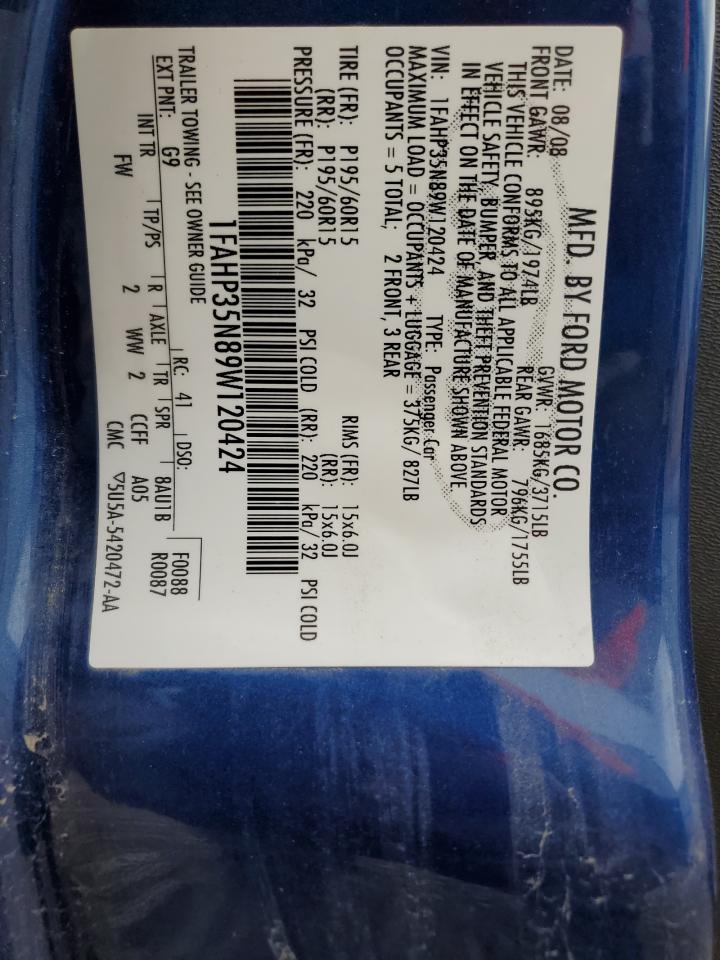 MFD. BY FORD MOTOR CO.
DATE: 08/08 GVWR: 1685KG/3715LB
FRONT GAWR: 895KG/1974LB REAR GAWR: 796KG/1755LB
THIS VEHICLE CONFORMS TO ALL APPLICABLE FEDERAL MOTOR
VEHICLE SAFETY, BUMPER, AND THEFT PREVENTION STANDARDS
IN EFFECT ON THE DATE OF MANUFACTURE SHOWN ABOVE.
VIN: 1FAHP35N89W120424 TYPE: Passenger Car
MAXIMUM LOAD = OCCUPANTS + LUGGAGE = 375KG/ 827LB
OCCUPANTS = 5 TOTAL; 2 FRONT, 3 REAR
TIRE (FR): P195/60R15 RIMS (FR): 15x6.0J
(RR): P195/60R15 (RR): 15x6.0J
PRESSURE (FR): 220 kPa/ 32 PSI COLD (RR): 220 kPa/ 32 PSI COLD
1FAHP35N89W120424
TRAILER TOWING - SEE OWNER GUIDE
EXT PNT: G9 RC: 41 DSO: F0088
R0087
INT TR TP/PS R AXLE TR SPR 8AU1B
FW 2 WW 2 CCFF A05
CMC ▽5U5A-5420472-AA